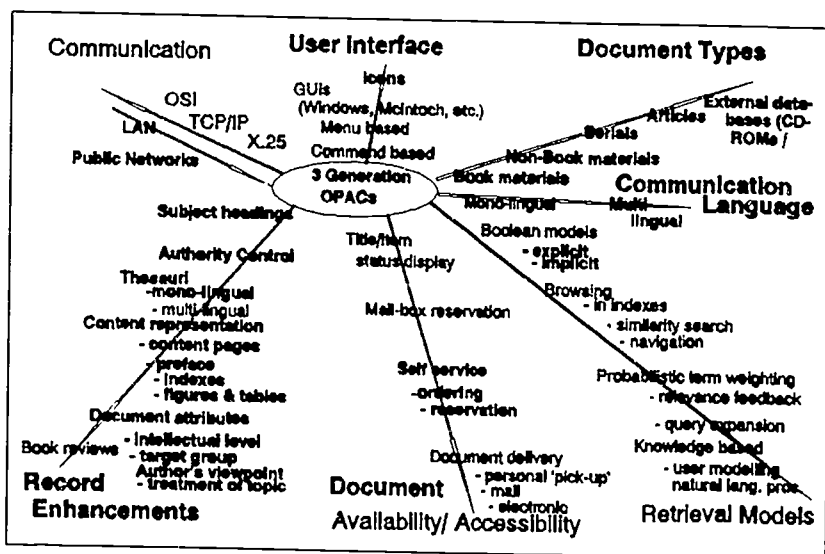 Communication
OSI
TCP/IP
X.25
LAN
Public Networks
User Interface
Icons
GUIs
(Windows, McIntoch, etc.)
Menu based
Command based
Document Types
External data-
bases (CD-
ROMs /
Articles
Serials
Non-Book materials
Book materials
3 Generation
OPACs
Communication
Language
Mono-lingual
Multi
lingual
Subject headings
Authority Control
Thesauri
-mono-lingual
- multi-lingual
Content representation
- content pages
- preface
- indexes
- figures & tables
Document attributes
- intellectual level
- target group
Author's viewpoint
- treatment of topic
Book reviews
Record
Enhancements
Title/item
status display
Mail-box reservation
Self service
-ordering
- reservation
Document delivery
- personal 'pick-up'
- mail
- electronic
Document
Availability/ Accessibility
Boolean models
- explicit
- implicit
Browsing
- in indexes
- similarity search
- navigation
Probabilistic term weighting
- relevance feedback
- query expansion
Knowledge based
- user modelling
natural lang. pros.
Retrieval Models